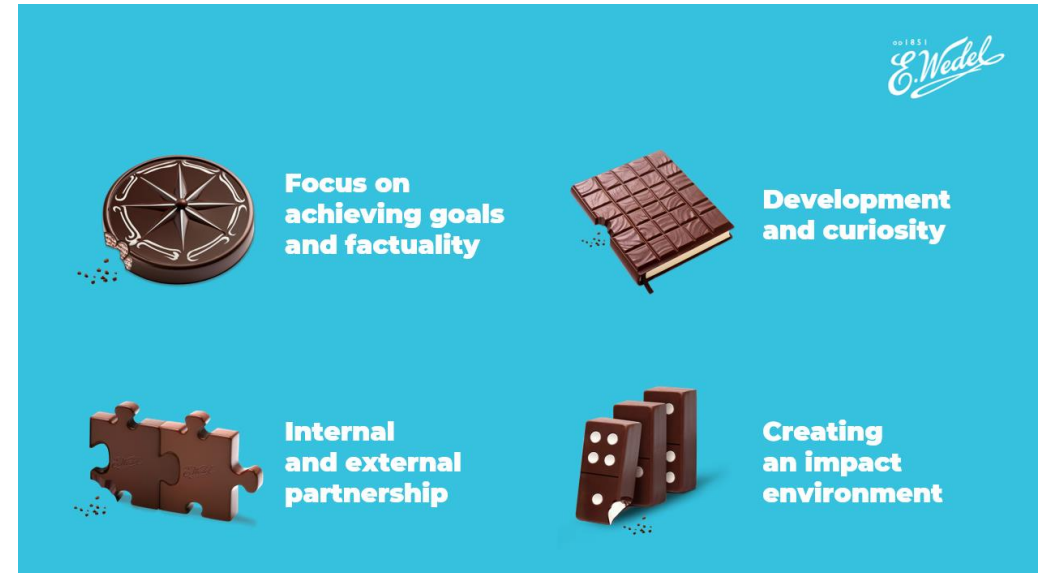 oo 1851
E.Wedel
Focus on
achieving goals
and factuality
Development
and curiosity
Internal
and external
partnership
Creating
an impact
environment